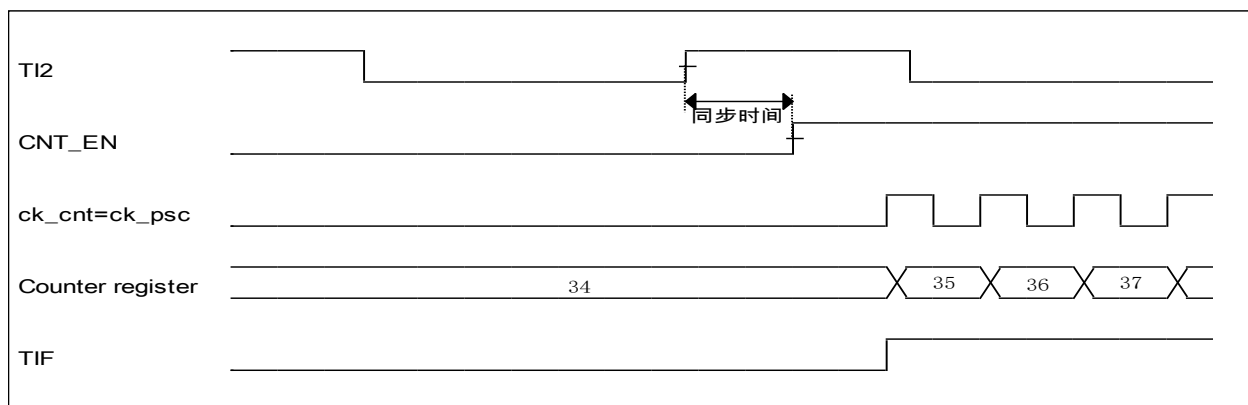 TI2
同步时间
CNT_EN
ck_cnt=ck_psc
Counter register
34
35
36
37
TIF